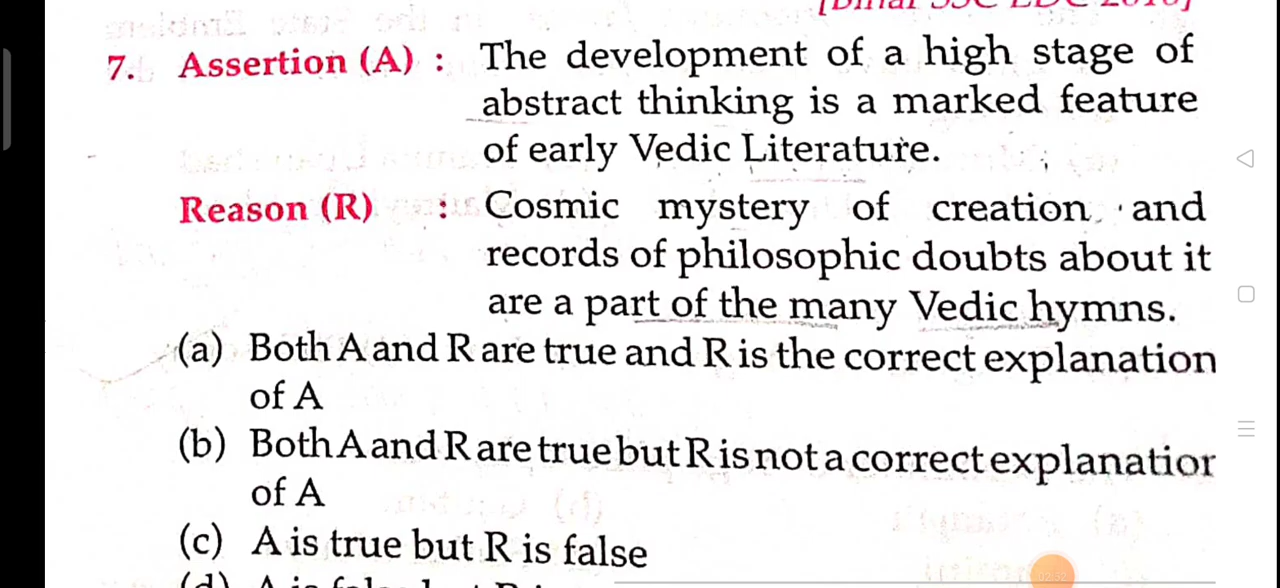 7. Assertion (A) : The development of a high stage of
abstract thinking is a marked feature
of early Vedic Literature.
Reason (R) : Cosmic mystery of creation and
records of philosophic doubts about it
are a part of the many Vedic hymns.
(a) Both A and R are true and R is the correct explanation
of A
(b) Both A and R are true but R is not a correct explanation
of A
(c) A is true but R is false
02:32